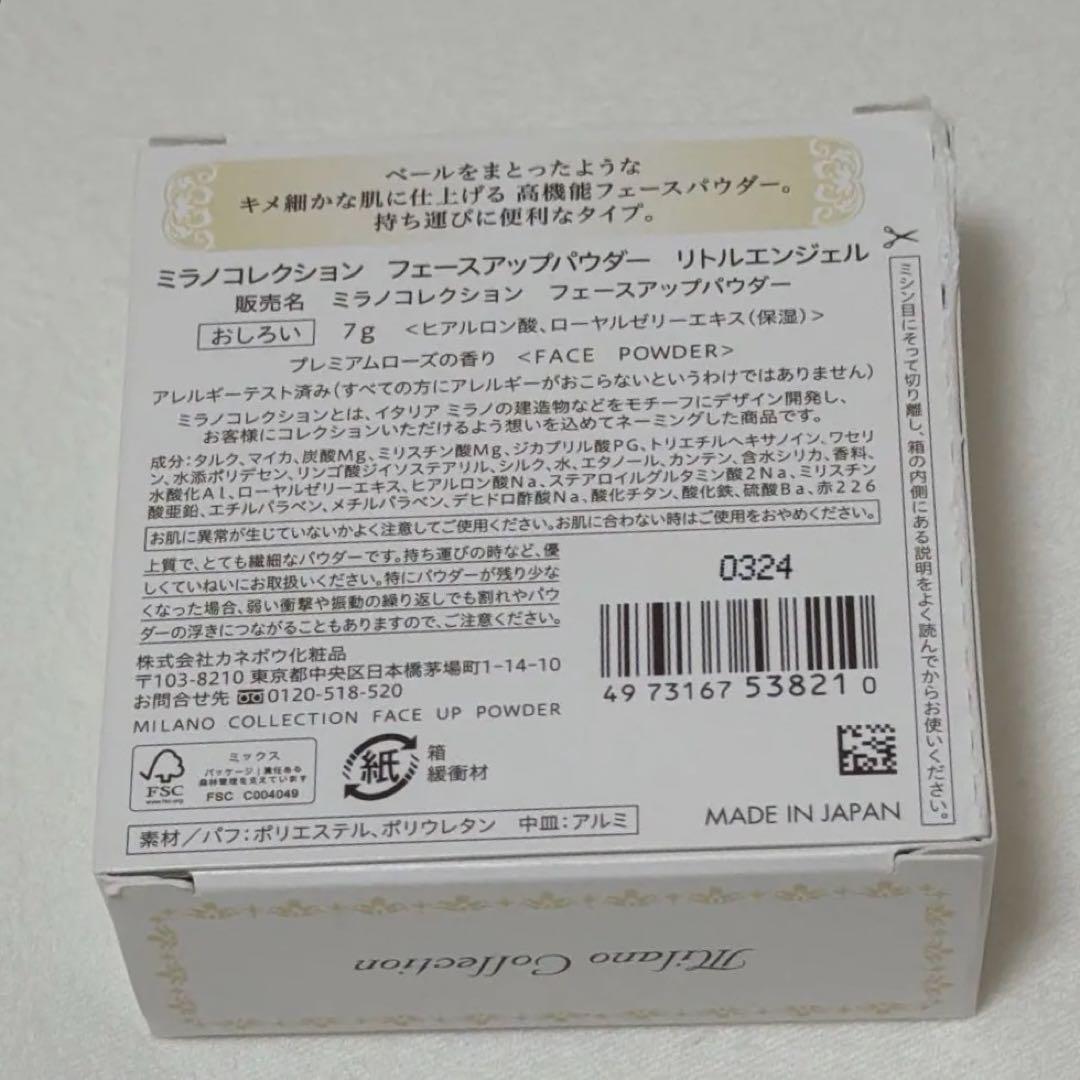 ベールをまとったような
キメ細かな肌に仕上げる 高機能フェースパウダー。
持ち運びに便利なタイプ。
ミラノコレクション　フェースアップパウダー　リトルエンジェル
販売名　ミラノコレクション　フェースアップパウダー
おしろい　7g　<ヒアルロン酸、ローヤルゼリーエキス(保湿)>
プレミアムローズの香り　<FACE　POWDER>
アレルギーテスト済み(すべての方にアレルギーがおこらないというわけではありません)
ミラノコレクションとは、イタリア ミラノの建造物などをモチーフにデザイン開発し、
お客様にコレクションいただけるよう想いを込めてネーミングした商品です。
成分:タルク、マイカ、炭酸Mg、ミリスチン酸Mg、ジカプリル酸PG、トリエチルヘキサノイン、ワセリ
ン、水添ポリデセン、リンゴ酸ジイソステアリル、シルク、水、エタノール、カンテン、含水シリカ、香料、
水酸化Al、ローヤルゼリーエキス、ヒアルロン酸Na、ステアロイルグルタミン酸2Na、ミリスチン
酸亜鉛、エチルパラベン、メチルパラベン、デヒドロ酢酸Na、酸化チタン、酸化鉄、硫酸Ba、赤226
お肌に異常が生じていないかよく注意してご使用ください。お肌に合わない時はご使用をおやめください。
上質で、とても繊細なパウダーです。持ち運びの時など、優
しくていねいにお取扱いください。特にパウダーが残り少な
くなった場合、弱い衝撃や振動の繰り返しでも割れやパウ
ダーの浮きにつながることもありますので、ご注意ください。
株式会社カネボウ化粧品
〒103-8210 東京都中央区日本橋茅場町1-14-10
お問合せ先 0120-518-520
MILANO COLLECTION FACE UP POWDER
0324
4 973167 538210
FSC
www.fsc.org
ミックス
パッケージ|責任ある
森林管理を支えています
FSC C004049
紙
箱
緩衝材
素材/パフ:ポリエステル、ポリウレタン　中皿:アルミ
MADE IN JAPAN
ミシン目にそって切り離し、箱の内側にある説明をよく読んでからお使いください。
Milano Collection